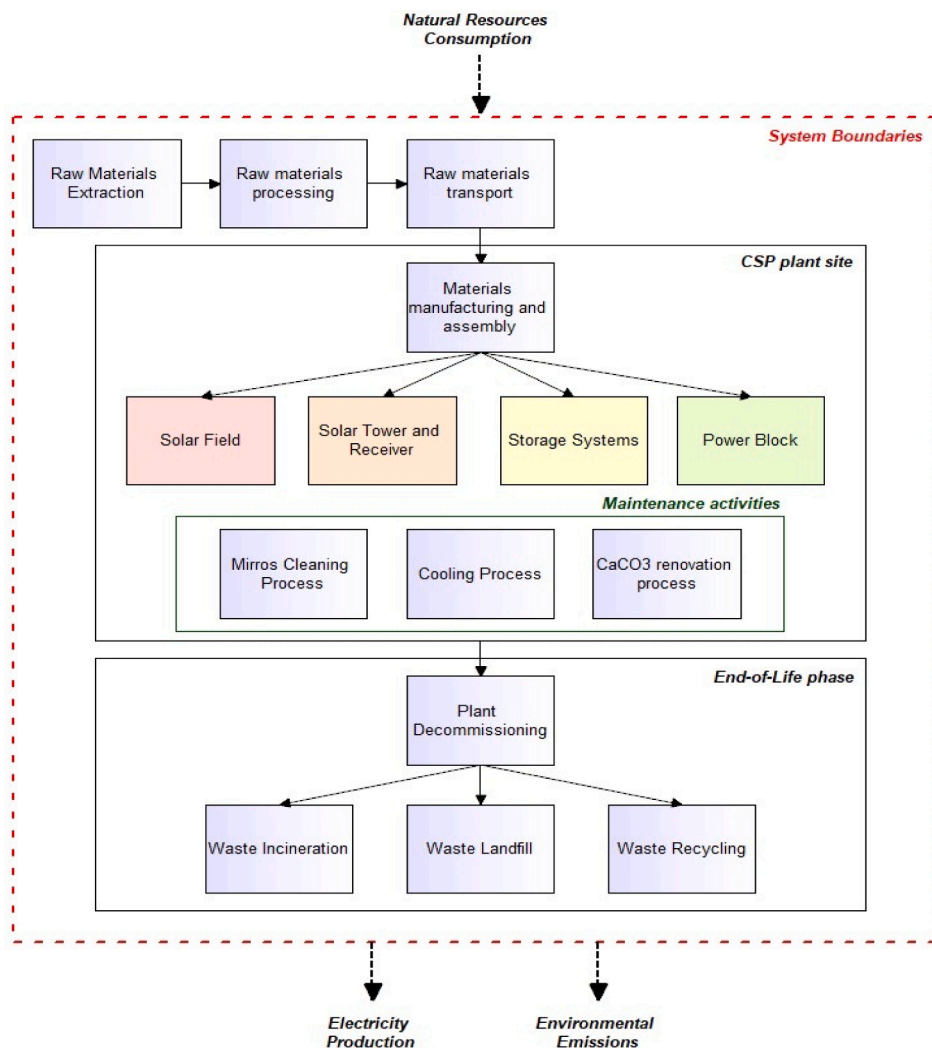 Natural Resources
Consumption
System Boundaries
Raw Materials
Extraction
Raw materials
processing
Raw materials
transport
CSP plant site
Materials
manufacturing and
assembly
Solar Field
Solar Tower and
Receiver
Storage Systems
Power Block
Maintenance activities
Mirros Cleaning
Process
Cooling Process
CaCO3 renovation
process
End-of-Life phase
Plant
Decommissioning
Waste Incineration
Waste Landfill
Waste Recycling
Electricity
Production
Environmental
Emissions